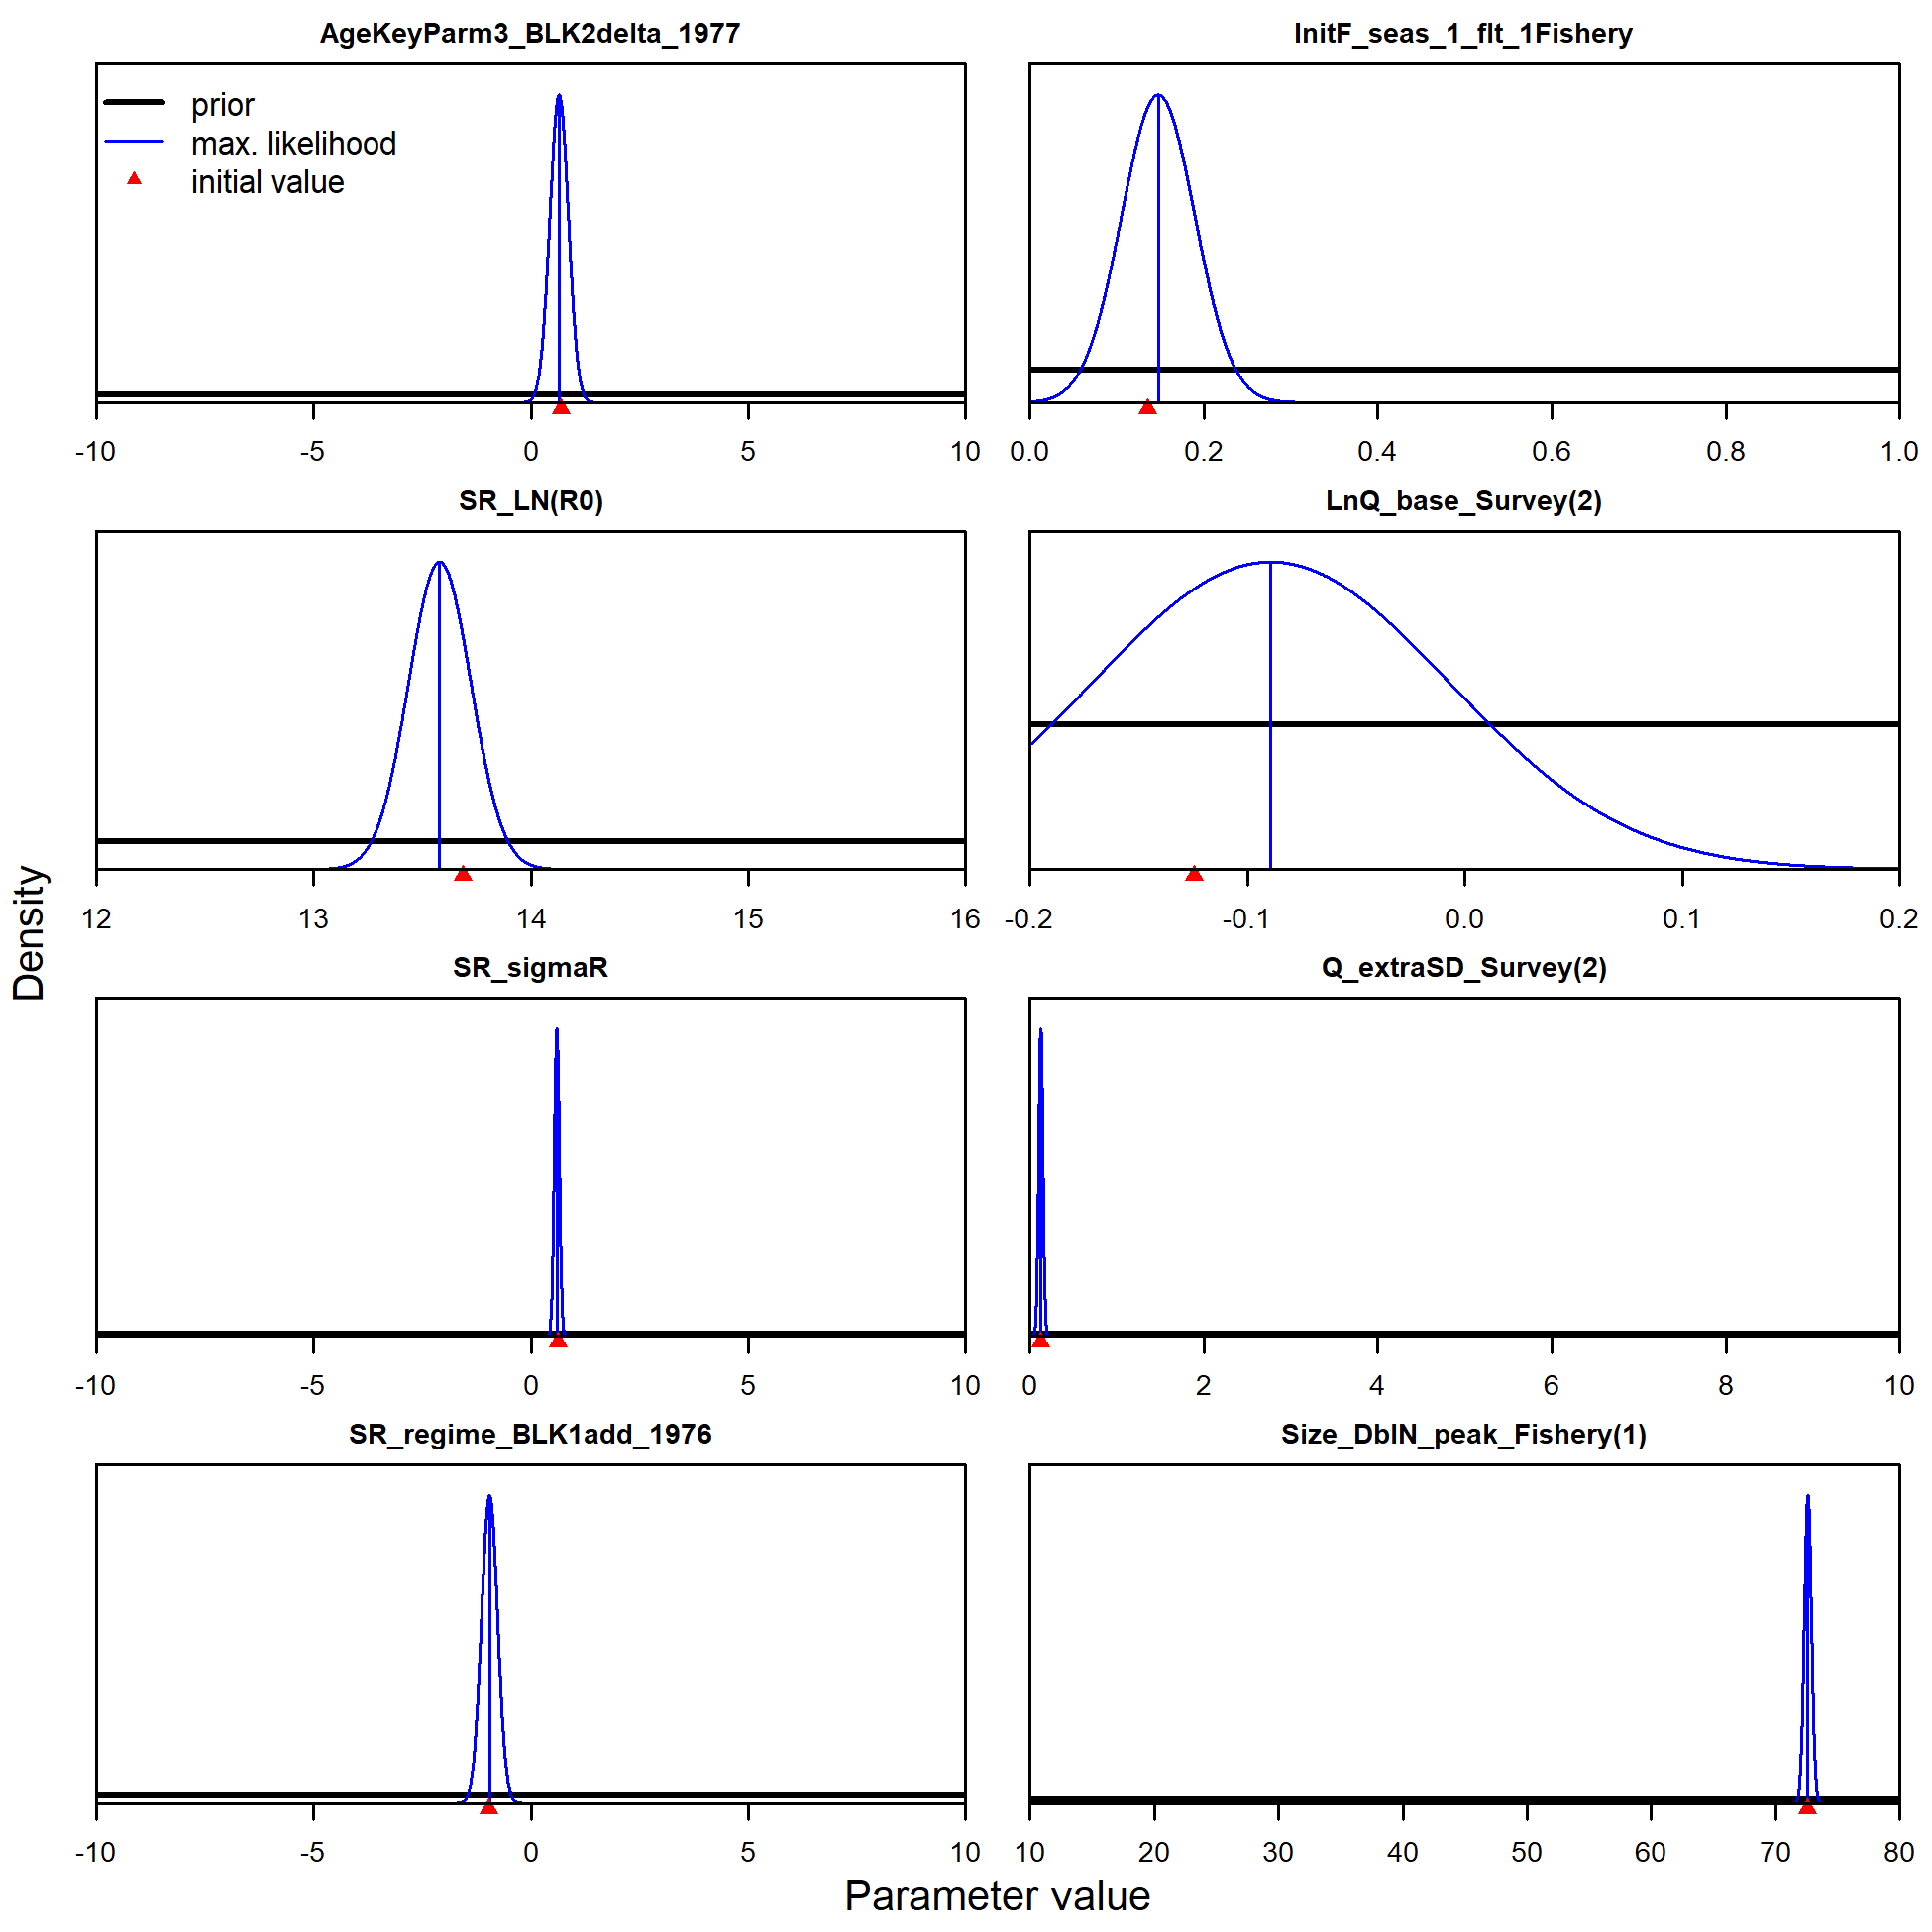 AgeKeyParm3_BLK2delta_1977
prior
max. likelihood
initial value
-10 -5 0 5 10
InitF_seas_1_flt_1Fishery
0.0 0.2 0.4 0.6 0.8 1.0
SR_LN(R0)
12 13 14 15 16
LnQ_base_Survey(2)
-0.2 -0.1 0.0 0.1 0.2
SR_sigmaR
-10 -5 0 5 10
Q_extraSD_Survey(2)
0 2 4 6 8 10
SR_regime_BLK1add_1976
-10 -5 0 5 10
Size_DblN_peak_Fishery(1)
10 20 30 40 50 60 70 80
Density
Parameter value